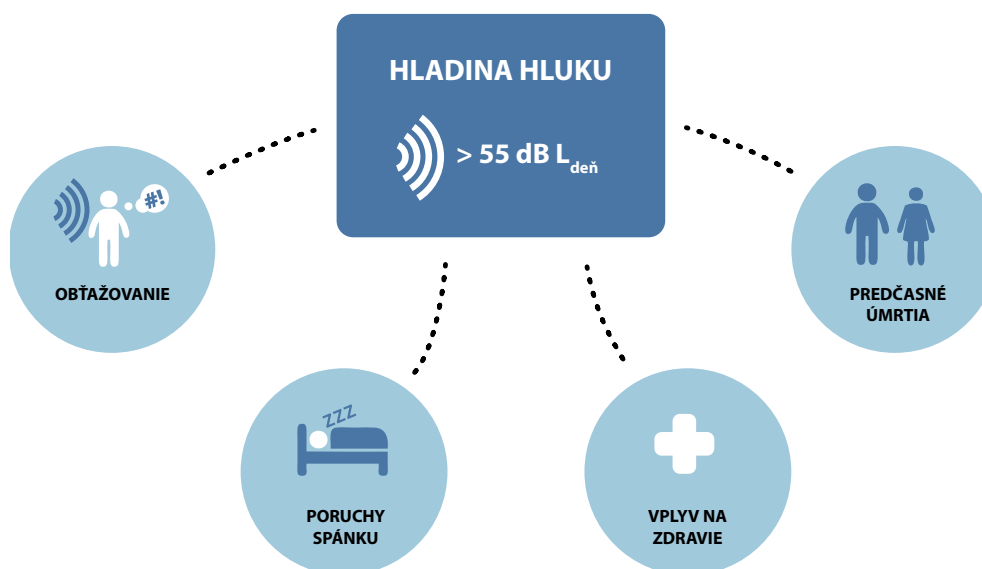 HLADINA HLUKU
> 55 dB Ldeň
#!
OBŤAŽOVANIE
PREDČASNÉ
ÚMRTIA
ZZZ
PORUCHY
SPÁNKU
VPLYV NA
ZDRAVIE